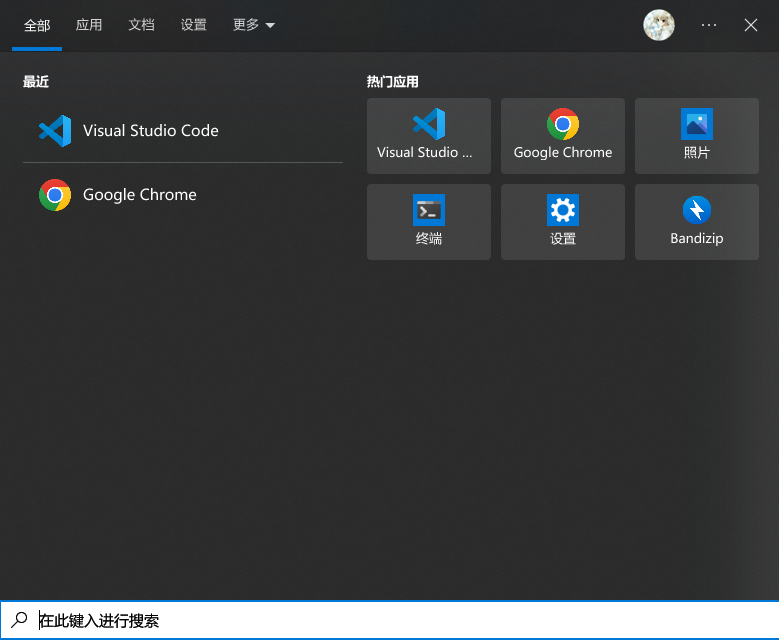 全部 应用 文档 设置 更多
最近
Visual Studio Code
Google Chrome
热门应用
Visual Studio ... Google Chrome 照片
终端 设置 Bandizip
在此键入进行搜索